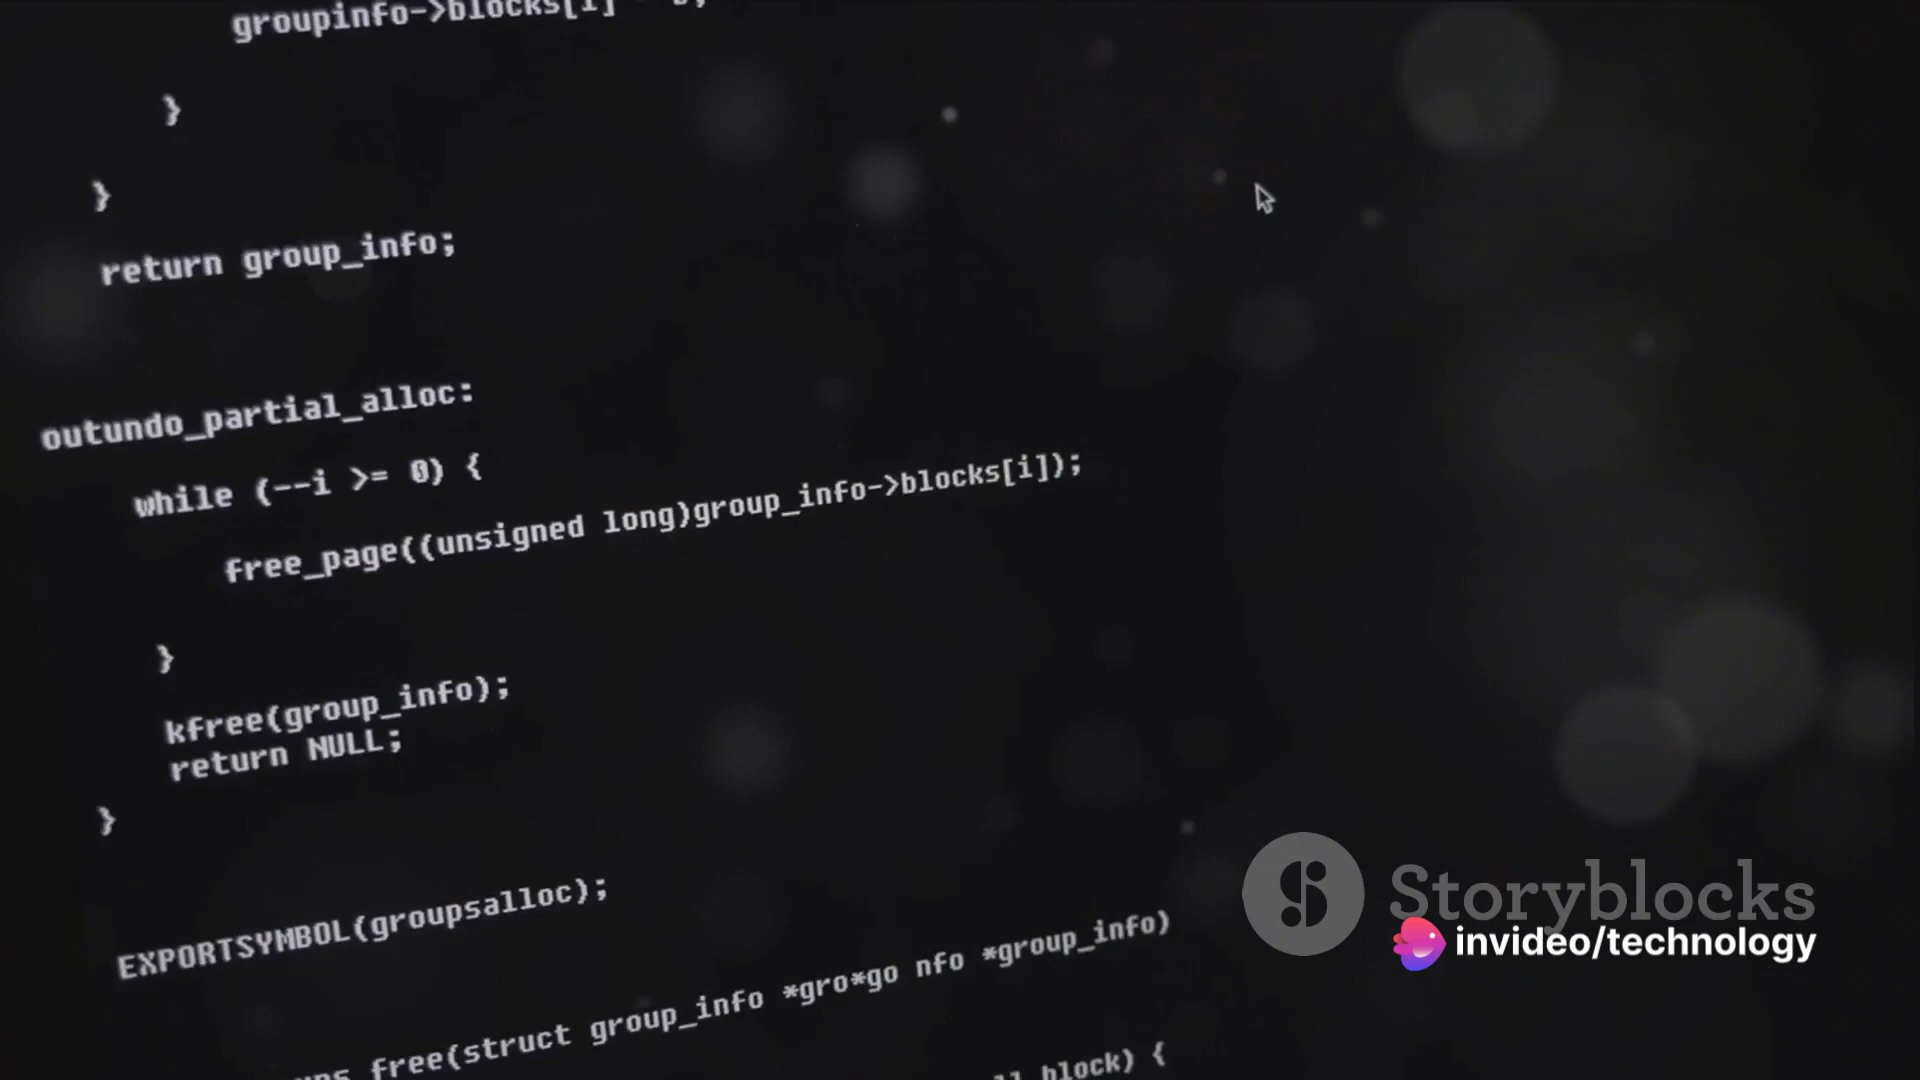 groupinfo->blocks[i]
}
}
return group_info;
outundo_partial_alloc:
while (--i >= 0) {
free_page((unsigned long)group_info->blocks[i]);
}
kfree(group_info);
return NULL;
}
EXPORTSYMBOL(groupsalloc);
free(struct group_info *gro*go nfo *group_info)
block) {
Storyblocks
invideo/technology